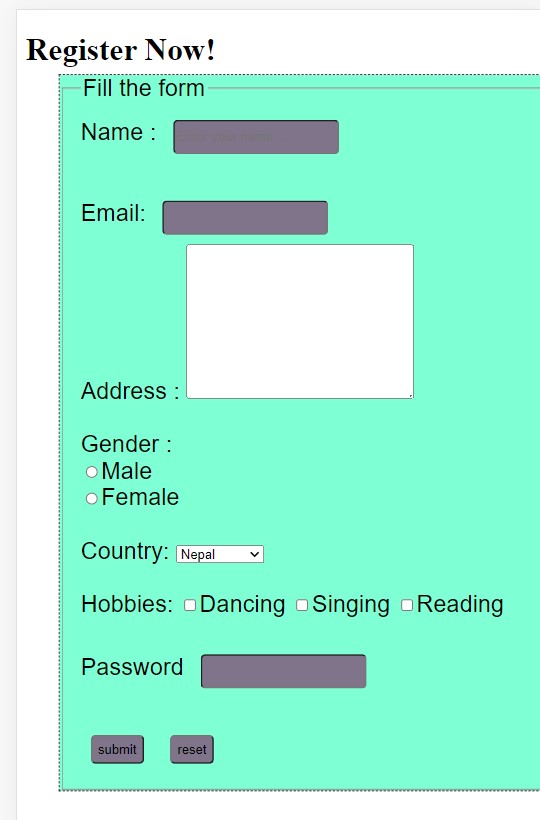 Register Now!
Fill the form
Name :
Email:
Address :
Gender :
Male
Female
Country: Nepal
Hobbies: Dancing Singing Reading
Password
submit reset